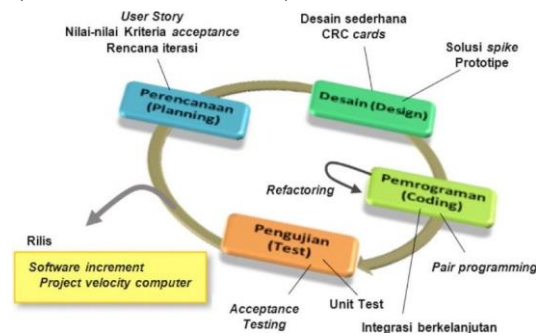 User Story
Nilai-nilai Kriteria acceptance
Rencana iterasi
Desain sederhana
CRC cards
Solusi spike
Prototipe
Perencanaan
(Planning)
Desain (Design)
Refactoring
Pemrograman
(Coding)
Pengujian
(Test)
Rilis
Software increment
Project velocity computer
Pair programming
Unit Test
Acceptance
Testing
Integrasi berkelanjutan